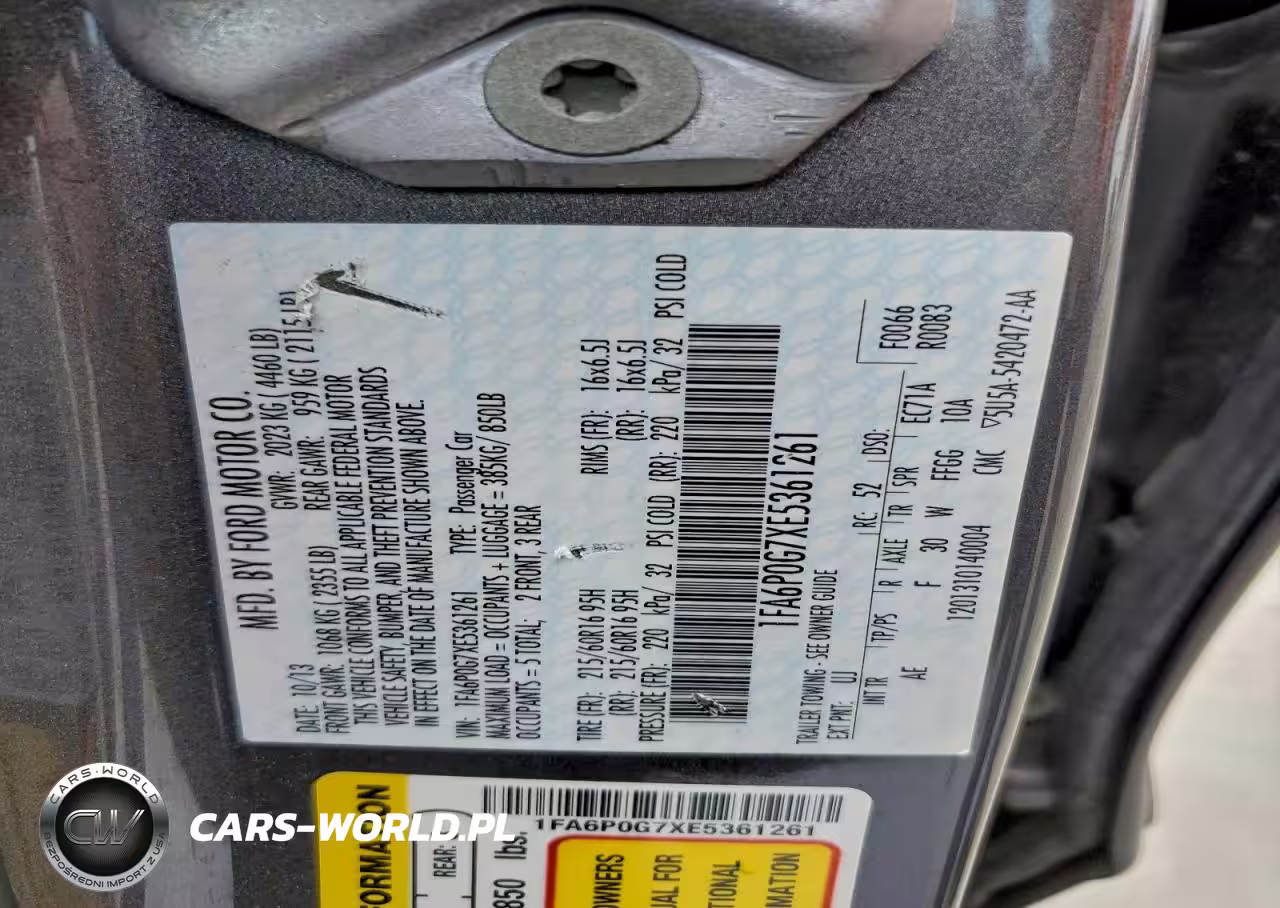 MFD. BY FORD MOTOR CO.
DATE: 10/13 GVWR: 2023 KG ( 4460 LB)
FRONT GAWR: 1068 KG ( 2355 LB) REAR GAWR: 959 KG ( 2115 LB)
THIS VEHICLE CONFORMS TO ALL APPLICABLE FEDERAL MOTOR
VEHICLE SAFETY, BUMPER, AND THEFT PREVENTION STANDARDS
IN EFFECT ON THE DATE OF MANUFACTURE SHOWN ABOVE.
VIN: 1FA6P0G7XE5361261 TYPE: Passenger Car
MAXIMUM LOAD = OCCUPANTS + LUGGAGE = 385KG/ 850LB
OCCUPANTS = 5 TOTAL; 2 FRONT, 3 REAR
TIRE (FR): 215/60R16 95H RIMS (FR): 16x6.5J
(RR): 215/60R16 95H (RR): 16x6.5J
PRESSURE (FR): 220 kPa/ 32 PSI COLD (RR): 220 kPa/ 32 PSI COLD
1FA6P0G7XE5361261
TRAILER TOWING - SEE OWNER GUIDE
EXT PNT: UJ RC: 52 DSO: F0066
R00B3
INT TR TP/PS R AXLE TR SPR EC71A
AE F 30 W FFGG 10A
1201310140004 CMC ▽5U5A-5420472-AA
FORMATION
REAR:
850 lbs.
1FA6P0G7XE5361261
OWNERS
UAL FOR
TIONAL
MATION
CARS-WORLD
CW
BEZPOŚREDNI IMPORT Z USA
CARS-WORLD.PL